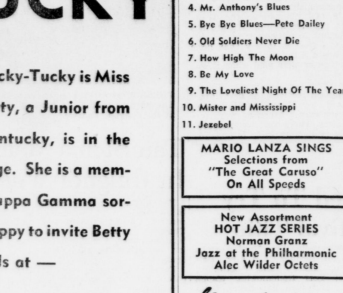 UCKY
cky-Tucky is Miss
ty, a Junior from
ntucky, is in the
ge. She is a mem-
uppa Gamma sor-
ppy to invite Betty
ls at —
4. Mr. Anthony's Blues
5. Bye Bye Blues—Pete Dailey
6. Old Soldiers Never Die
7. How High The Moon
8. Be My Love
9. The Loveliest Night Of The Yea
10. Mister and Mississippi
11. Jezebel
MARIO LANZA SINGS
Selections from
"The Great Caruso"
On All Speeds
New Assortment
HOT JAZZ SERIES
Norman Granz
Jazz at the Philharmonic
Alec Wilder Octets